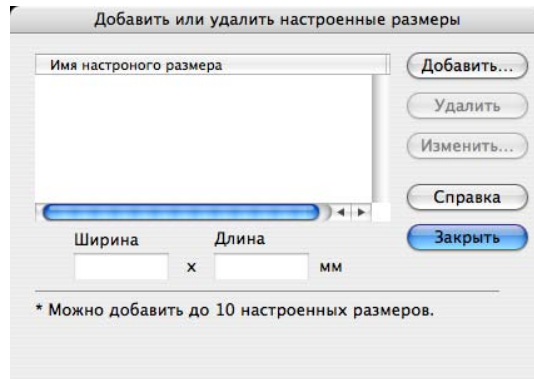 Добавить или удалить настроенные размеры
Имя настроного размера
Добавить...
Удалить
Изменить...
Справка
Закрыть
Ширина Длина
x мм
* Можно добавить до 10 настроенных размеров.